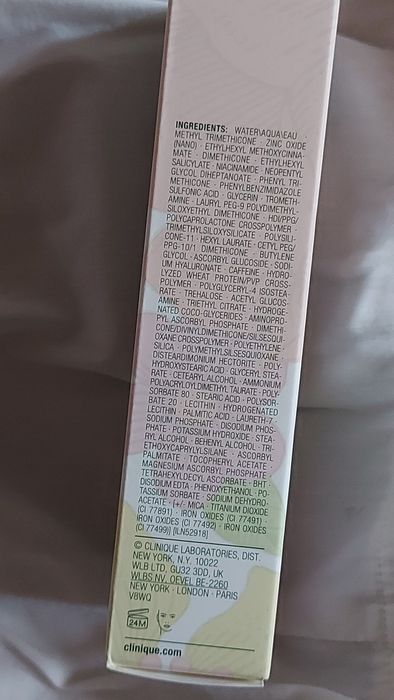 INGREDIENTS: WATER\AQUA\EAU ·
METHYL TRIMETHICONE · ZINC OXIDE
(NANO) · ETHYLHEXYL METHOXYCINNA-
MATE · DIMETHICONE · ETHYLHEXYL
SALICYLATE · NIACINAMIDE · NEOPENTYL
GLYCOL DIHEPTANOATE · PHENYL TRI-
METHICONE · PHENYLBENZIMIDAZOLE
SULFONIC ACID · GLYCERIN · TROMETH-
AMINE · LAURYL PEG-9 POLYDIMETHYL-
SILOXYETHYL DIMETHICONE · HDI/PPG/
POLYCAPROLACTONE CROSSPOLYMER ·
TRIMETHYLSILOXYSILICATE · POLYSILI-
CONE-11 · HEXYL LAURATE · CETYL PEG/
PPG-10/1 DIMETHICONE · BUTYLENE
GLYCOL · ASCORBYL GLUCOSIDE · SODI-
UM HYALURONATE · CAFFEINE · HYDRO-
LYZED WHEAT PROTEIN/PVP CROSS-
POLYMER · POLYGLYCERYL-4 ISOSTEA-
RATE · TREHALOSE · ACETYL GLUCOS-
AMINE · TRIETHYL CITRATE · HYDROGE-
NATED COCO-GLYCERIDES · AMINOPRO-
PYL ASCORBYL PHOSPHATE · DIMETHI-
CONE/DIVINYLDIMETHICONE/SILSESQUI-
OXANE CROSSPOLYMER · POLYETHYLENE ·
SILICA · POLYMETHYLSILSESQUIOXANE ·
DISTEARDIMONIUM HECTORITE · POLY-
HYDROXYSTEARIC ACID · GLYCERYL STEA-
RATE · CETEARYL ALCOHOL · AMMONIUM
POLYACRYLOYLDIMETHYL TAURATE · POLY-
SORBATE 80 · STEARIC ACID · POLYSOR-
BATE 20 · LECITHIN · HYDROGENATED
LECITHIN · PALMITIC ACID · LAURETH-7 ·
SODIUM PHOSPHATE · DISODIUM PHOS-
PHATE · POTASSIUM HYDROXIDE · STEA-
RYL ALCOHOL · BEHENYL ALCOHOL · TRI-
ETHOXYCAPRYLYLSILANE · ASCORBYL
PALMITATE · TOCOPHERYL ACETATE ·
MAGNESIUM ASCORBYL PHOSPHATE ·
TETRAHEXYLDECYL ASCORBATE · BHT ·
DISODIUM EDTA · PHENOXYETHANOL · PO-
TASSIUM SORBATE · SODIUM DEHYDRO-
ACETATE · [+/- MICA · TITANIUM DIOXIDE
(CI 77891) · IRON OXIDES (CI 77491) ·
IRON OXIDES (CI 77492) · IRON OXIDES
(CI 77499)] [ILN52918]
© CLINIQUE LABORATORIES, DIST.
NEW YORK, N.Y. 10022
WLB LTD, GU32 3DD, UK
WLBS NV, OEVEL BE-2260
NEW YORK · LONDON · PARIS
V8WQ
24M
clinique.com